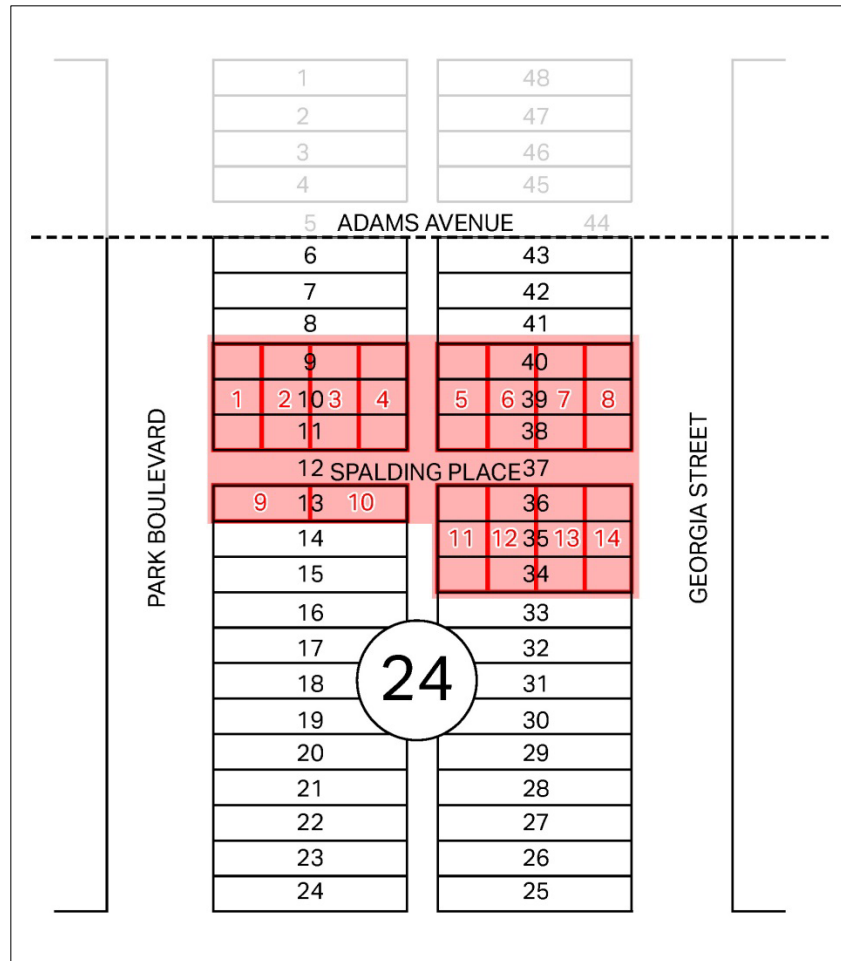 1 48
2 47
3 46
4 45
5 ADAMS AVENUE 44
6 43
7 42
8 41
9 40
1 2 10 3 4 5 6 39 7 8
11 38
12 SPALDING PLACE 37
9 13 10 36
14 11 12 35 13 14
15 34
16 33
17 32
18 31
19 30
20 29
21 28
22 27
23 26
24 25
24
PARK BOULEVARD
GEORGIA STREET